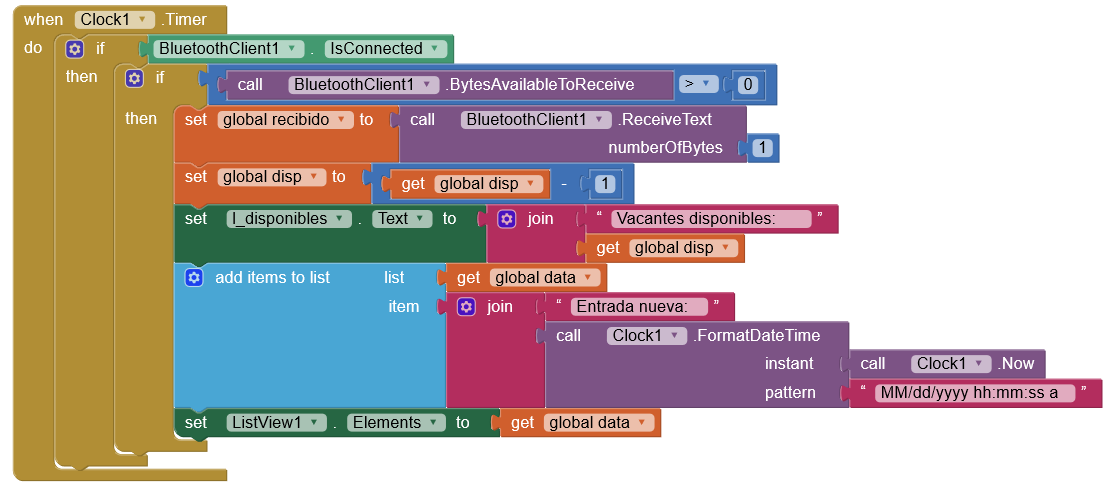 when Clock1 .Timer
do if BluetoothClient1 . IsConnected
then if call BluetoothClient1 .BytesAvailableToReceive > 0
then set global recibido to call BluetoothClient1 .ReceiveText
numberOfBytes 1
set global disp to get global disp - 1
set l_disponibles . Text to join “ Vacantes disponibles: ”
get global disp
add items to list list get global data
item join “ Entrada nueva: ”
call Clock1 .FormatDateTime
instant call Clock1 .Now
pattern “ MM/dd/yyyy hh:mm:ss a ”
set ListView1 . Elements to get global data